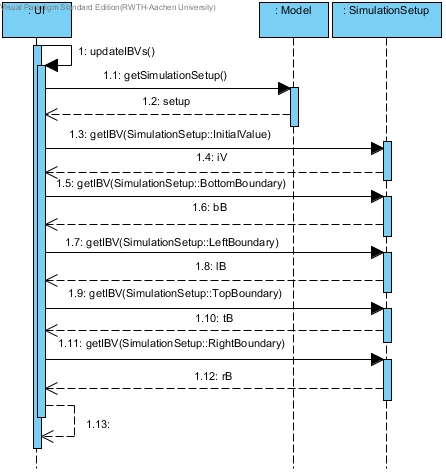 Visual Paradigm Standard Edition(RWTH-Aachen University)
: UI
: Model
: SimulationSetup
1: updateIBVs()
1.1: getSimulationSetup()
1.2: setup
1.3: getIBV(SimulationSetup::InitialValue)
1.4: iV
1.5: getIBV(SimulationSetup::BottomBoundary)
1.6: bB
1.7: getIBV(SimulationSetup::LeftBoundary)
1.8: lB
1.9: getIBV(SimulationSetup::TopBoundary)
1.10: tB
1.11: getIBV(SimulationSetup::RightBoundary)
1.12: rB
1.13: